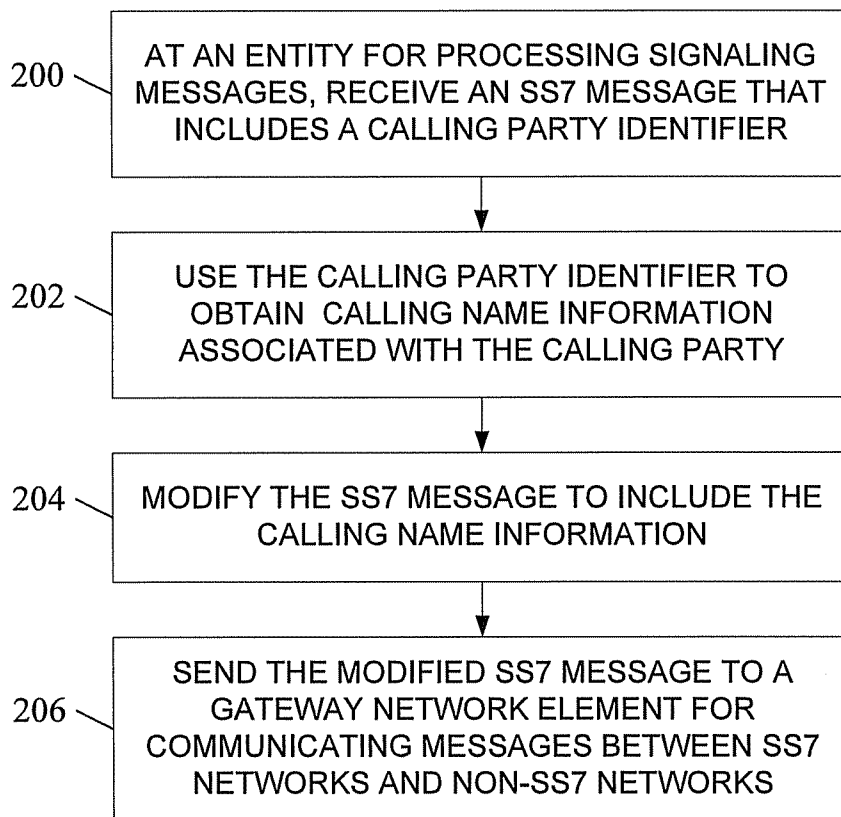 200
AT AN ENTITY FOR PROCESSING SIGNALING
MESSAGES, RECEIVE AN SS7 MESSAGE THAT
INCLUDES A CALLING PARTY IDENTIFIER
202
USE THE CALLING PARTY IDENTIFIER TO
OBTAIN CALLING NAME INFORMATION
ASSOCIATED WITH THE CALLING PARTY
204
MODIFY THE SS7 MESSAGE TO INCLUDE THE
CALLING NAME INFORMATION
206
SEND THE MODIFIED SS7 MESSAGE TO A
GATEWAY NETWORK ELEMENT FOR
COMMUNICATING MESSAGES BETWEEN SS7
NETWORKS AND NON-SS7 NETWORKS